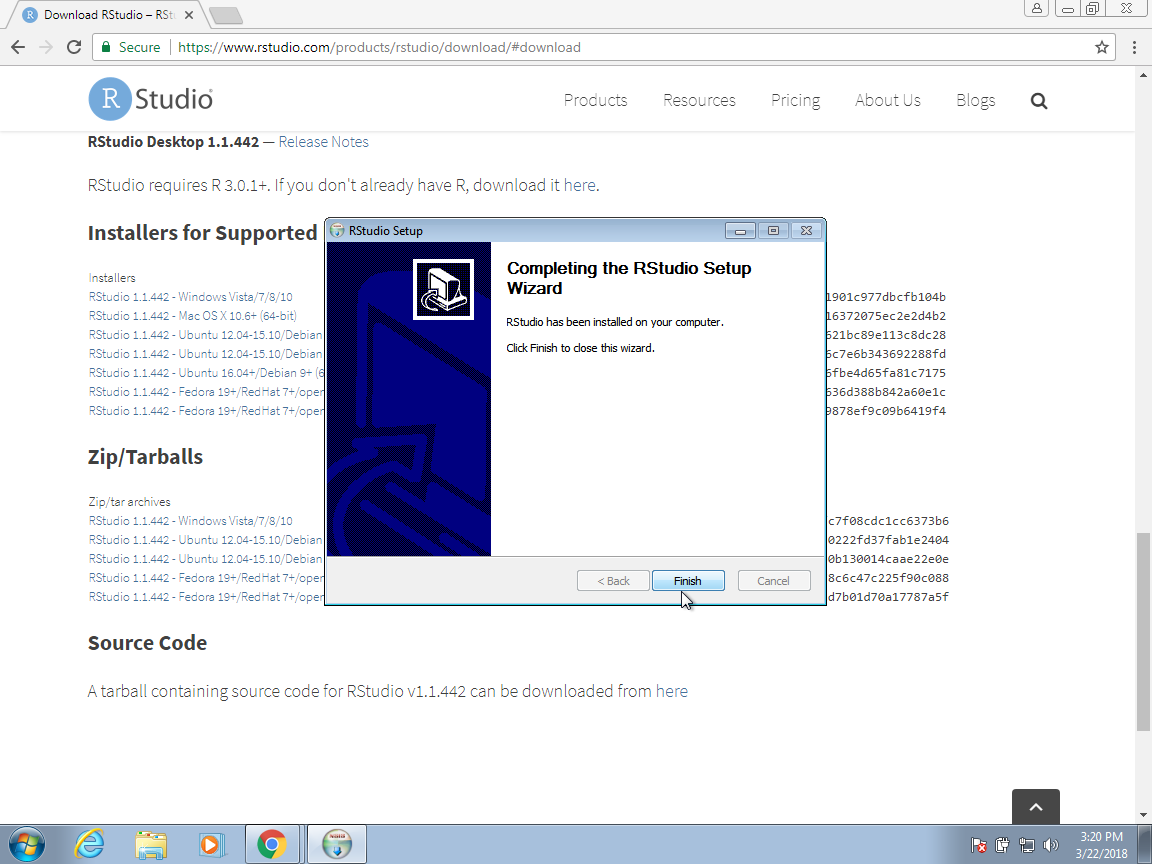 Download RStudio – RSt
Secure
https://www.rstudio.com/products/rstudio/download/#download
R Studio
Products
Resources
Pricing
About Us
Blogs
RStudio Desktop 1.1.442 — Release Notes
RStudio requires R 3.0.1+. If you don't already have R, download it here.
Installers for Supported
Installers
RStudio 1.1.442 - Windows Vista/7/8/10
1901c977dbcfb104b
RStudio 1.1.442 - Mac OS X 10.6+ (64-bit)
16372075ec2e2d4b2
RStudio 1.1.442 - Ubuntu 12.04-15.10/Debian
621bc89e113c8dc28
RStudio 1.1.442 - Ubuntu 12.04-15.10/Debian
6c7e6b343692288fd
RStudio 1.1.442 - Ubuntu 16.04+/Debian 9+ (6
6fbe4d65fa81c7175
RStudio 1.1.442 - Fedora 19+/RedHat 7+/oper
636d388b842a60e1c
RStudio 1.1.442 - Fedora 19+/RedHat 7+/oper
9878ef9c09b6419f4
Zip/Tarballs
Zip/tar archives
RStudio 1.1.442 - Windows Vista/7/8/10
c7f08cdc1cc6373b6
RStudio 1.1.442 - Ubuntu 12.04-15.10/Debian
0222fd37fab1e2404
RStudio 1.1.442 - Ubuntu 12.04-15.10/Debian
0b130014caae22e0e
RStudio 1.1.442 - Fedora 19+/RedHat 7+/oper
8c6c47c225f90c088
RStudio 1.1.442 - Fedora 19+/RedHat 7+/oper
d7b01d70a17787a5f
Source Code
A tarball containing source code for RStudio v1.1.442 can be downloaded from here
RStudio Setup
Completing the RStudio Setup
Wizard
RStudio has been installed on your computer.
Click Finish to close this wizard.
< Back
Finish
Cancel
3:20 PM
3/22/2018